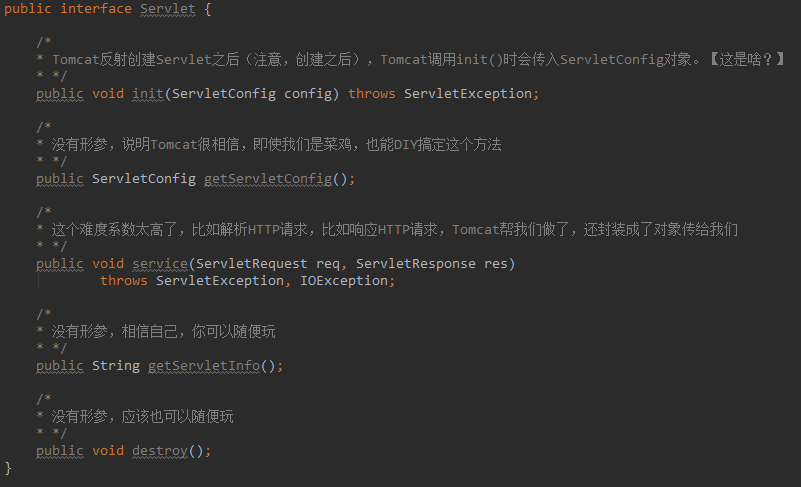 public interface Servlet {
/*
* Tomcat反射创建Servlet之后（注意，创建之后），Tomcat调用init()时会传入ServletConfig对象。【这是啥？】
* */
public void init(ServletConfig config) throws ServletException;
/*
* 没有形参，说明Tomcat很相信，即使我们是菜鸡，也能DIY搞定这个方法
* */
public ServletConfig getServletConfig();
/*
* 这个难度系数太高了，比如解析HTTP请求，比如响应HTTP请求，Tomcat帮我们做了，还封装成了对象传给我们
* */
public void service(ServletRequest req, ServletResponse res)
throws ServletException, IOException;
/*
* 没有形参，相信自己，你可以随便玩
* */
public String getServletInfo();
/*
* 没有形参，应该也可以随便玩
* */
public void destroy();
}